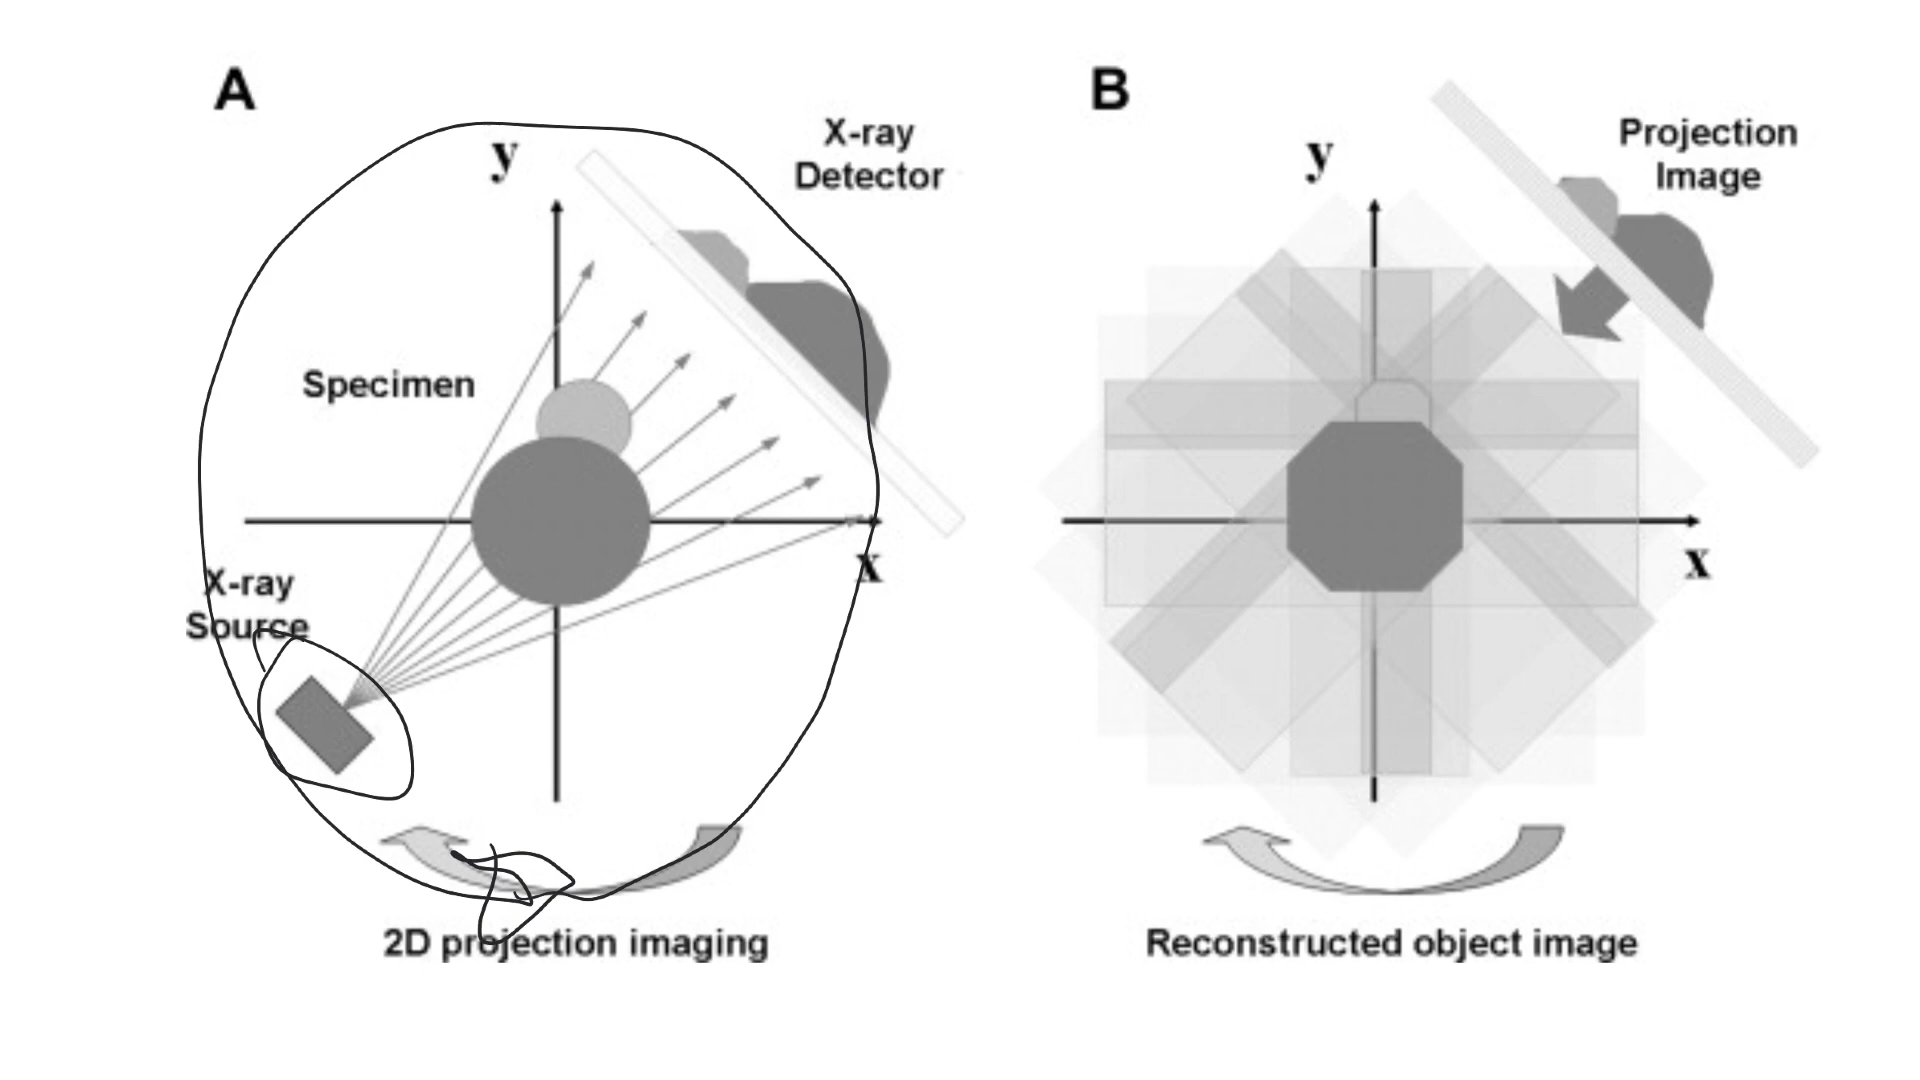 A
y
X-ray
Detector
Specimen
X-ray
Source
x
2D projection imaging
B
y
Projection
Image
x
Reconstructed object image